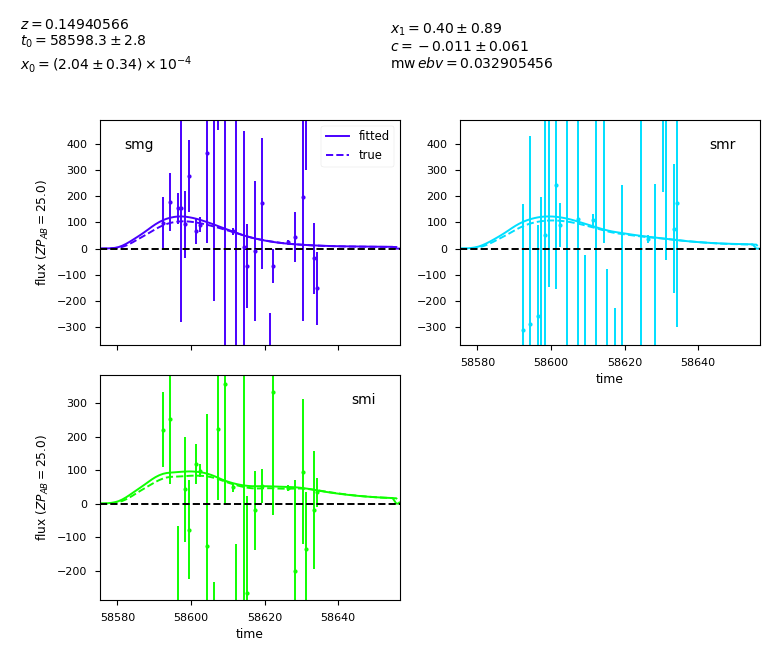 z = 0.14940566
t₀ = 58598.3 ± 2.8
x₀ = (2.04 ± 0.34) × 10⁻⁴
x₁ = 0.40 ± 0.89
c = −0.011 ± 0.061
mw ebv = 0.032905456
smg
fitted
true
400
300
200
100
0
−100
−200
−300
flux (ZP_AB = 25.0)
smr
400
300
200
100
0
−100
−200
−300
58580 58600 58620 58640
time
smi
300
200
100
0
−100
−200
flux (ZP_AB = 25.0)
58580 58600 58620 58640
time